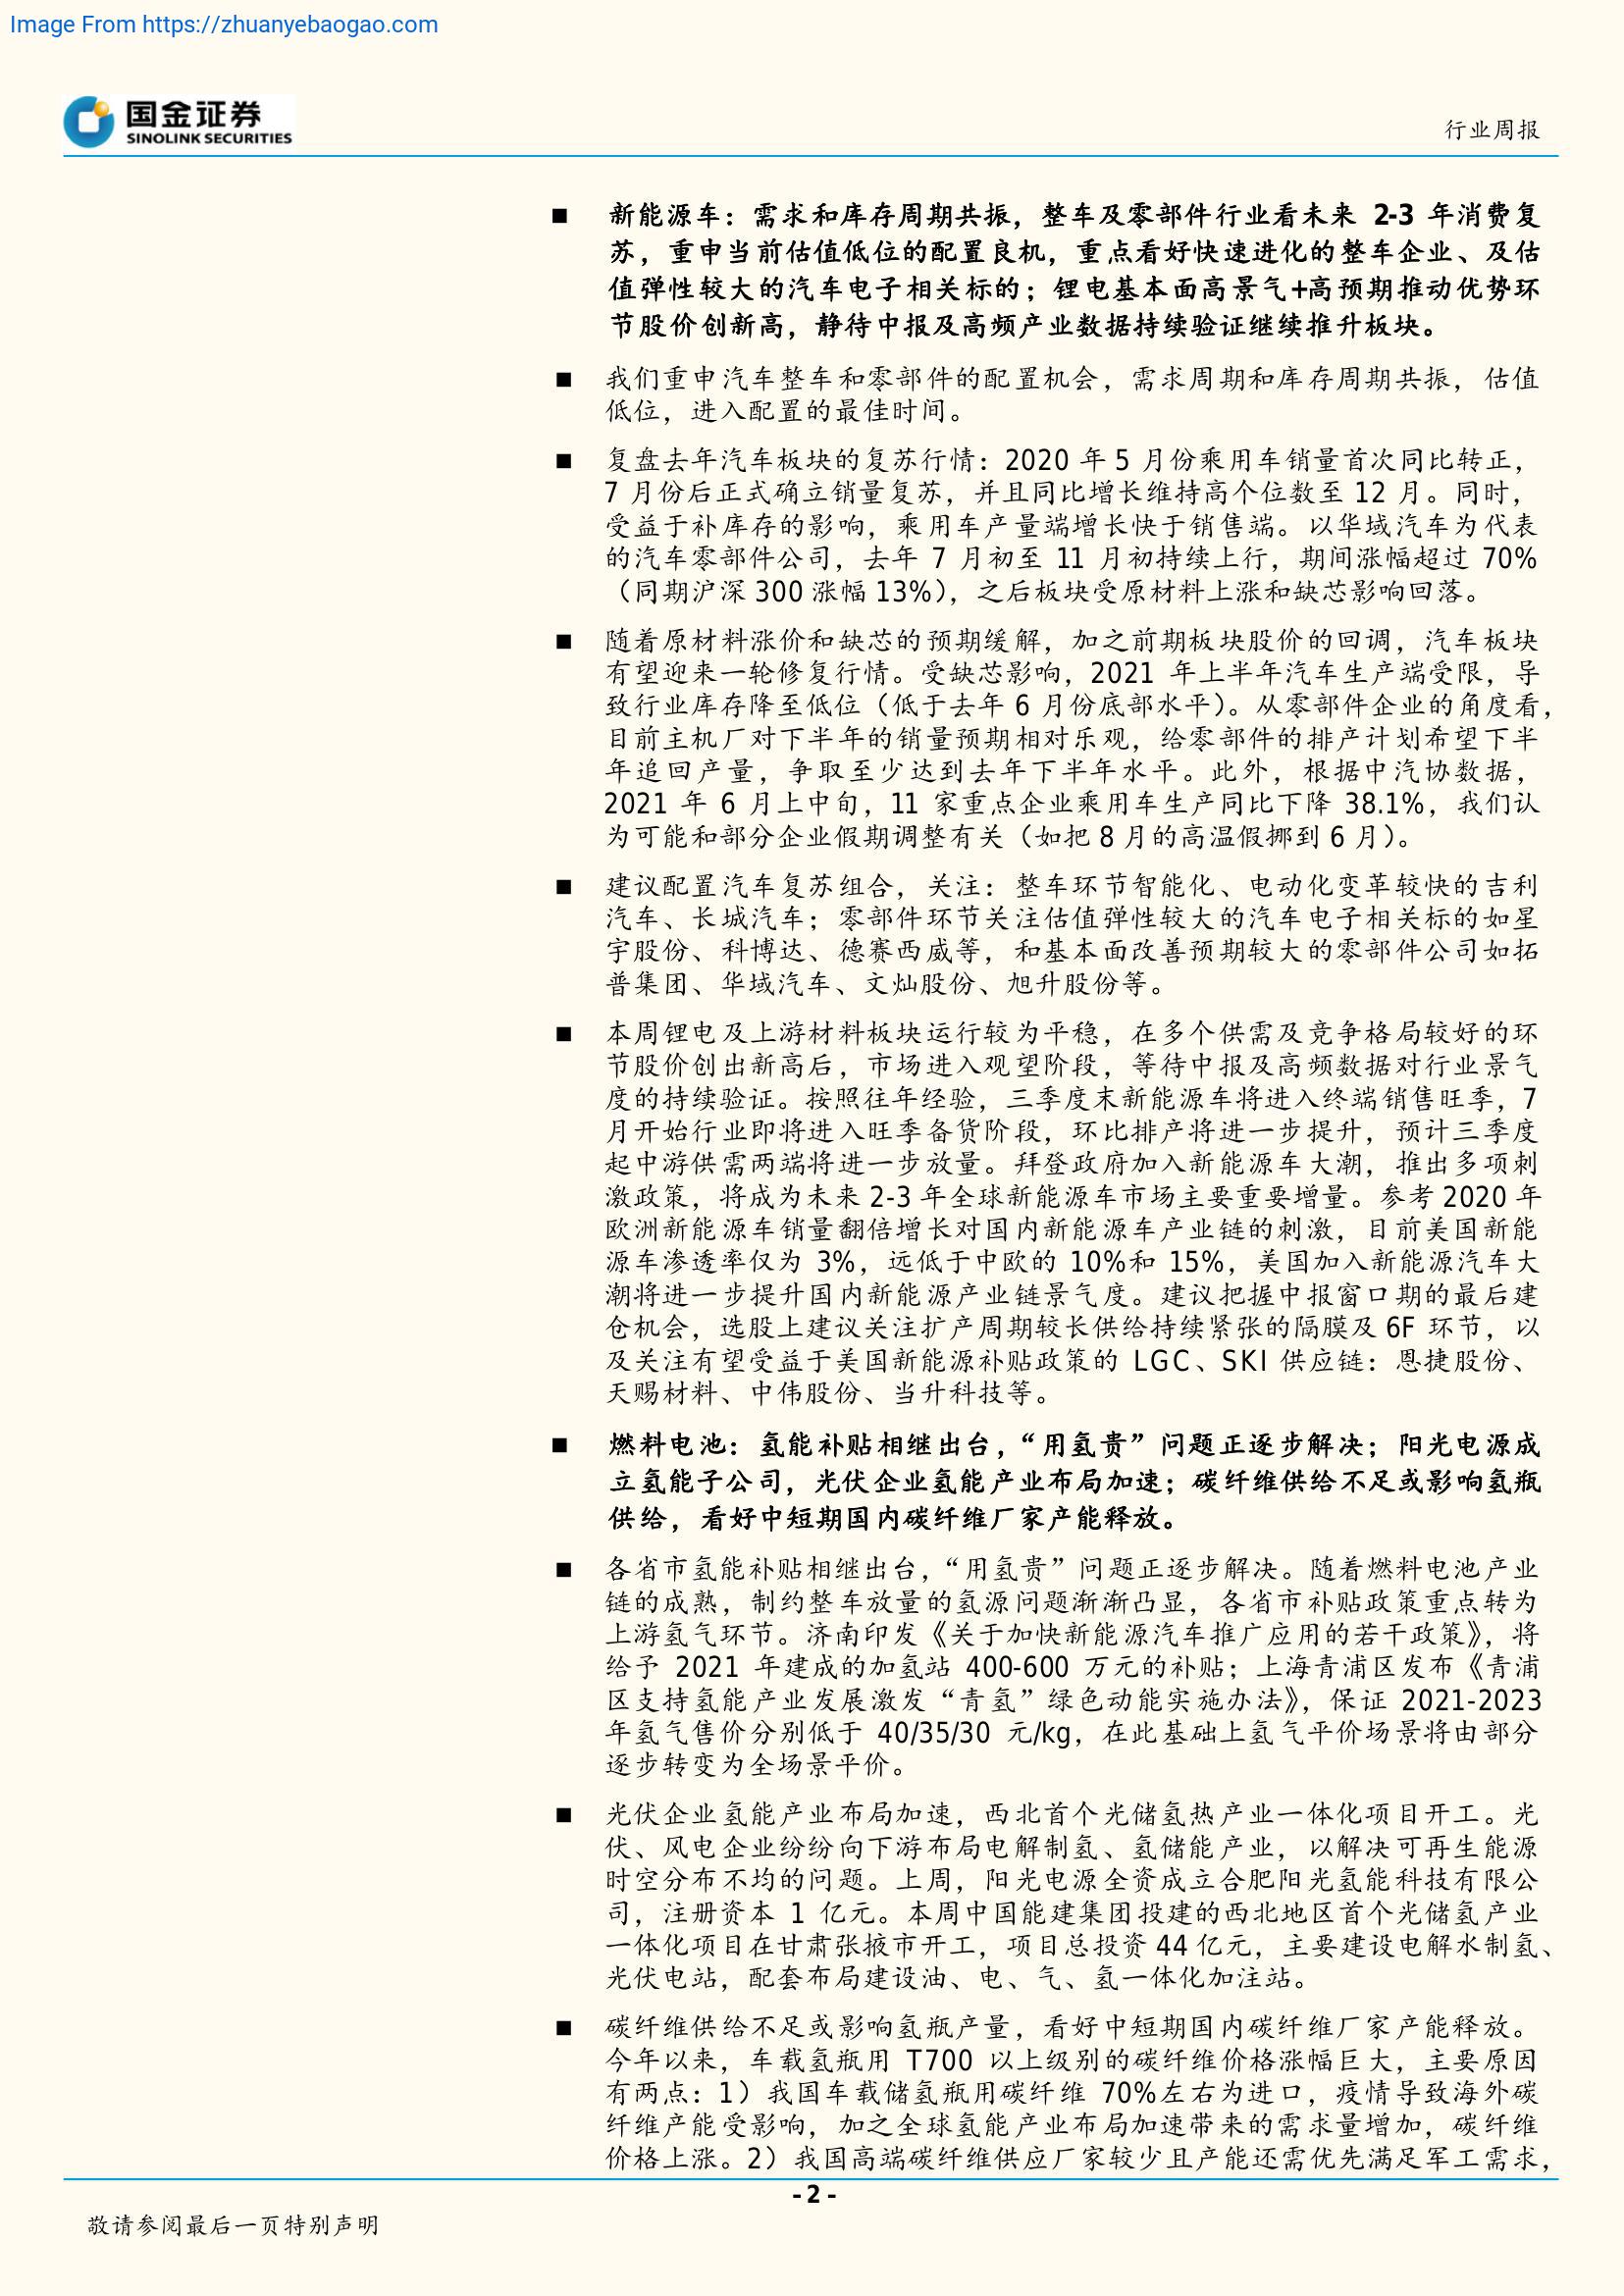 Image From https://zhuanyebaogao.com
国金证券
SINOLINK SECURITIES
行业周报
■ 新能源车：需求和库存周期共振，整车及零部件行业看未来 2-3 年消费复
苏，重申当前估值低位的配置良机，重点看好快速进化的整车企业、及估
值弹性较大的汽车电子相关标的；锂电基本面高景气+高预期推动优势环
节股价创新高，静待中报及高频产业数据持续验证继续推升板块。
■ 我们重申汽车整车和零部件的配置机会，需求周期和库存周期共振，估值
低位，进入配置的最佳时间。
■ 复盘去年汽车板块的复苏行情：2020 年 5 月份乘用车销量首次同比转正，
7 月份后正式确立销量复苏，并且同比增长维持高个位数至 12 月。同时，
受益于补库存的影响，乘用车产量端增长快于销售端。以华域汽车为代表
的汽车零部件公司，去年 7 月初至 11 月初持续上行，期间涨幅超过 70%
（同期沪深 300 涨幅 13%），之后板块受原材料上涨和缺芯影响回落。
■ 随着原材料涨价和缺芯的预期缓解，加之前期板块股价的回调，汽车板块
有望迎来一轮修复行情。受缺芯影响，2021 年上半年汽车生产端受限，导
致行业库存降至低位（低于去年 6 月份底部水平）。从零部件企业的角度看，
目前主机厂对下半年的销量预期相对乐观，给零部件的排产计划希望下半
年追回产量，争取至少达到去年下半年水平。此外，根据中汽协数据，
2021 年 6 月上中旬，11 家重点企业乘用车生产同比下降 38.1%，我们认
为可能和部分企业假期调整有关（如把 8 月的高温假挪到 6 月）。
■ 建议配置汽车复苏组合，关注：整车环节智能化、电动化变革较快的吉利
汽车、长城汽车；零部件环节关注估值弹性较大的汽车电子相关标的如星
宇股份、科博达、德赛西威等，和基本面改善预期较大的零部件公司如拓
普集团、华域汽车、文灿股份、旭升股份等。
■ 本周锂电及上游材料板块运行较为平稳，在多个供需及竞争格局较好的环
节股价创出新高后，市场进入观望阶段，等待中报及高频数据对行业景气
度的持续验证。按照往年经验，三季度末新能源车将进入终端销售旺季，7
月开始行业即将进入旺季备货阶段，环比排产将进一步提升，预计三季度
起中游供需两端将进一步放量。拜登政府加入新能源车大潮，推出多项刺
激政策，将成为未来 2-3 年全球新能源车市场主要重要增量。参考 2020 年
欧洲新能源车销量翻倍增长对国内新能源车产业链的刺激，目前美国新能
源车渗透率仅为 3%，远低于中欧的 10%和 15%，美国加入新能源汽车大
潮将进一步提升国内新能源产业链景气度。建议把握中报窗口期的最后建
仓机会，选股上建议关注扩产周期较长供给持续紧张的隔膜及 6F 环节，以
及关注有望受益于美国新能源补贴政策的 LGC、SKI 供应链：恩捷股份、
天赐材料、中伟股份、当升科技等。
■ 燃料电池：氢能补贴相继出台，“用氢贵”问题正逐步解决；阳光电源成
立氢能子公司，光伏企业氢能产业布局加速；碳纤维供给不足或影响氢瓶
供给，看好中短期国内碳纤维厂家产能释放。
■ 各省市氢能补贴相继出台，“用氢贵”问题正逐步解决。随着燃料电池产业
链的成熟，制约整车放量的氢源问题渐渐凸显，各省市补贴政策重点转为
上游氢气环节。济南印发《关于加快新能源汽车推广应用的若干政策》，将
给予 2021 年建成的加氢站 400-600 万元的补贴；上海青浦区发布《青浦
区支持氢能产业发展激发“青氢”绿色动能实施办法》，保证 2021-2023
年氢气售价分别低于 40/35/30 元/kg，在此基础上氢气平价场景将由部分
逐步转变为全场景平价。
■ 光伏企业氢能产业布局加速，西北首个光储氢热产业一体化项目开工。光
伏、风电企业纷纷向下游布局电解制氢、氢储能产业，以解决可再生能源
时空分布不均的问题。上周，阳光电源全资成立合肥阳光氢能科技有限公
司，注册资本 1 亿元。本周中国能建集团投建的西北地区首个光储氢产业
一体化项目在甘肃张掖市开工，项目总投资 44 亿元，主要建设电解水制氢、
光伏电站，配套布局建设油、电、气、氢一体化加注站。
■ 碳纤维供给不足或影响氢瓶产量，看好中短期国内碳纤维厂家产能释放。
今年以来，车载氢瓶用 T700 以上级别的碳纤维价格涨幅巨大，主要原因
有两点：1）我国车载储氢瓶用碳纤维 70%左右为进口，疫情导致海外碳
纤维产能受影响，加之全球氢能产业布局加速带来的需求量增加，碳纤维
价格上涨。2）我国高端碳纤维供应厂家较少且产能还需优先满足军工需求，
- 2 -
敬请参阅最后一页特别声明